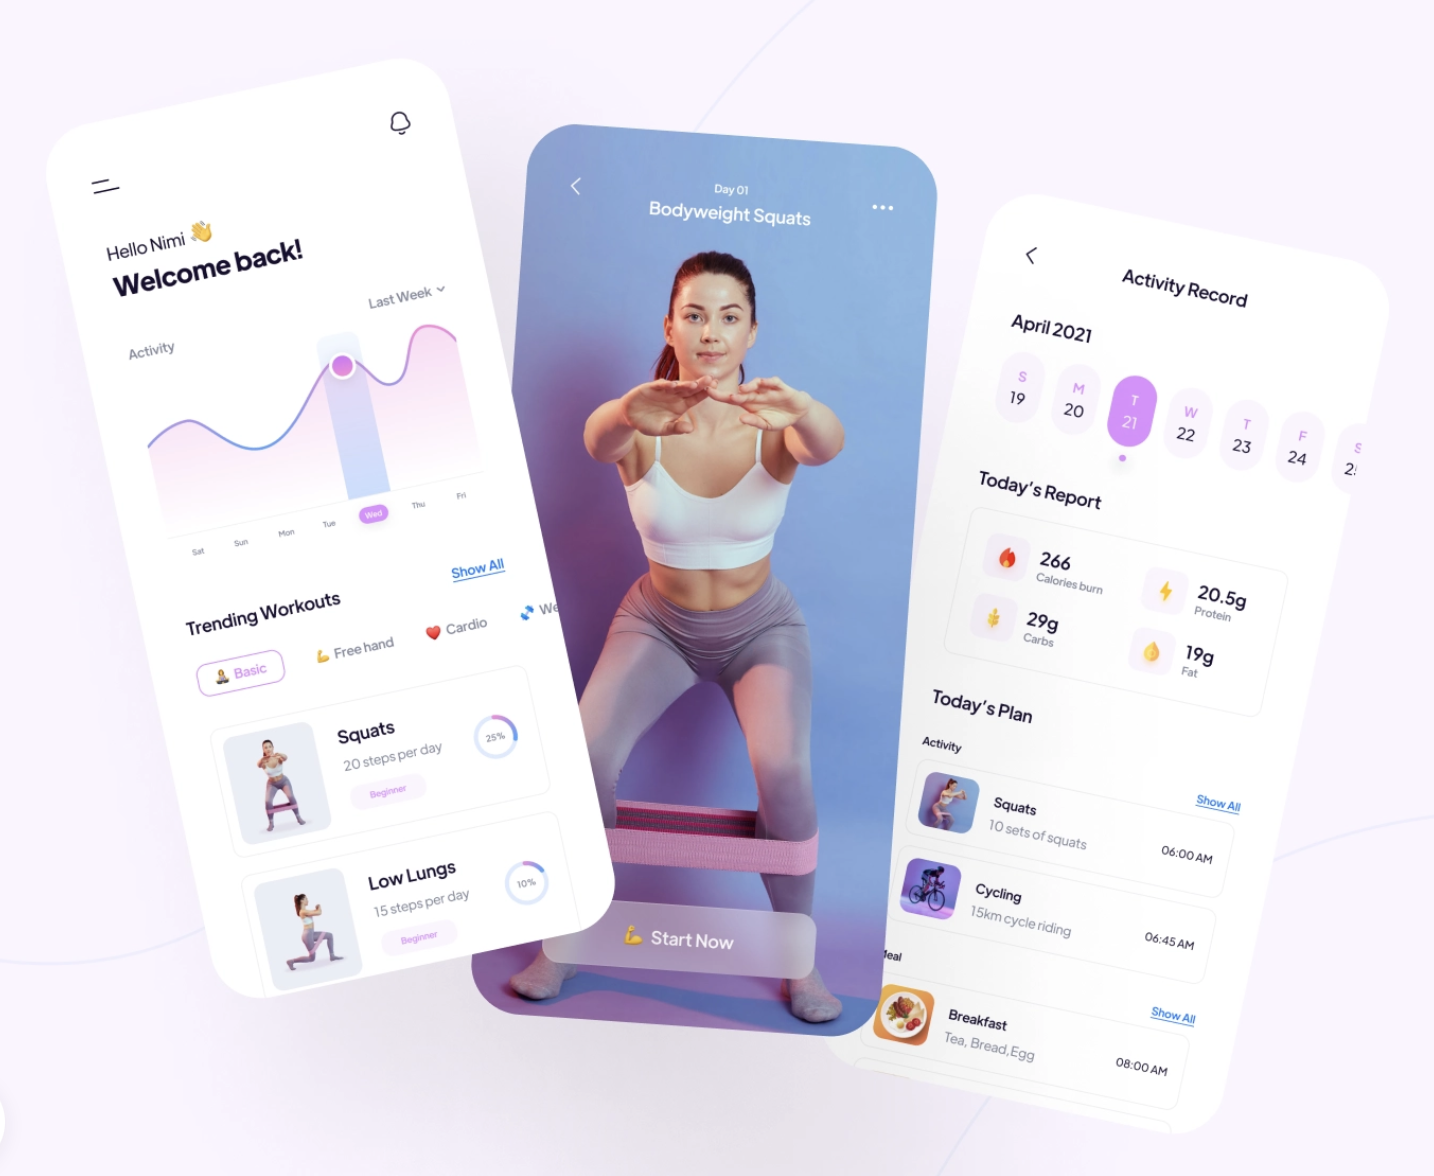 Hello Nimi 👋
Welcome back!
Last Week
Activity
Sat Sun Mon Tue Wed Thu Fri
Show All
Trending Workouts
Basic
Free hand
Cardio
We
Squats
20 steps per day
25%
Beginner
Low Lungs
15 steps per day
10%
Beginner
Day 01
Bodyweight Squats
💪 Start Now
Activity Record
April 2021
S M T W T F S
19 20 21 22 23 24
Today's Report
266
Calories burn
20.5g
Protein
29g
Carbs
19g
Fat
Today's Plan
Activity
Show All
Squats
10 sets of squats
06:00 AM
Cycling
15km cycle riding
06:45 AM
Meal
Show All
Breakfast
Tea, Bread,Egg
08:00 AM